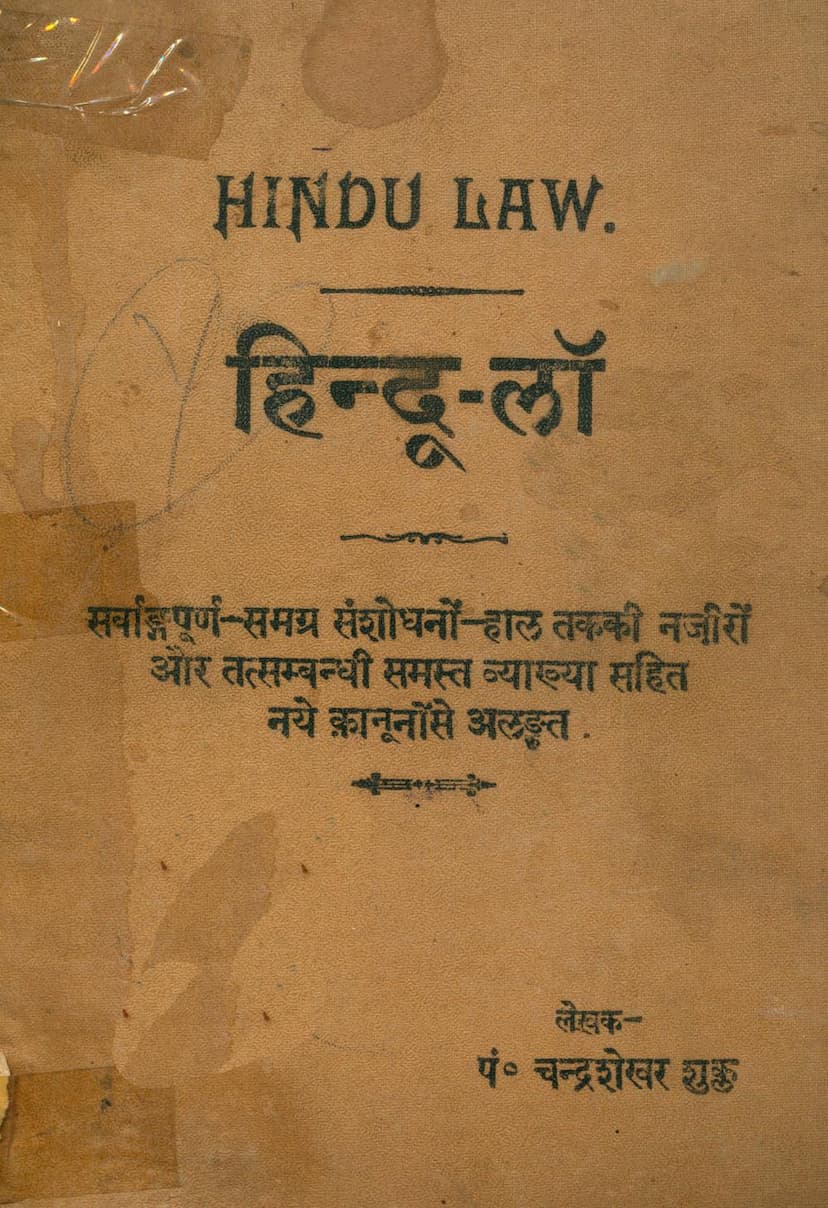 HINDU LAW.
हिन्दू-लॉ
सर्वाङ्गपूर्ण-समग्र संशोधनों-हाल तककी नजीरों
और तत्सम्बन्धी समस्त व्याख्या सहित
नये क़ानूनोंसे अलङ्कृत .
लेखक-
पं० चन्द्रशेखर शुक्ल